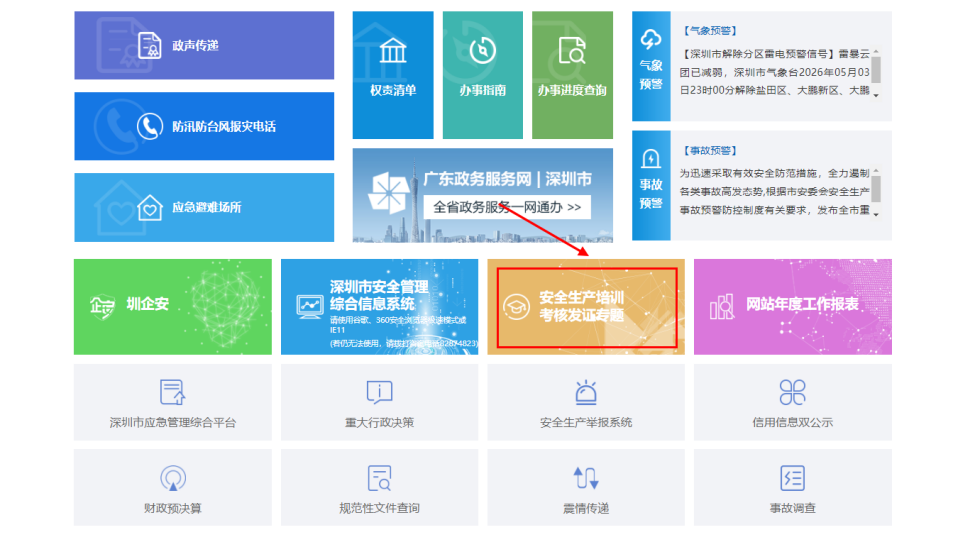 政声传递
防汛防台风报灾电话
应急避难场所
权责清单
办事指南
办事进度查询
广东政务服务网 | 深圳市
全省政务服务一网通办 >>
气象
预警
【气象预警】
【深圳市解除分区雷电预警信号】雷暴云
团已减弱，深圳市气象台2026年05月03
日23时00分解除盐田区、大鹏新区、大鹏
事故
预警
【事故预警】
为迅速采取有效安全防范措施，全力遏制
各类事故高发态势,根据市安委会安全生产
事故预警防控制度有关要求，发布全市重
圳企安
深圳市安全管理
综合信息系统
请使用谷歌、360安全浏览器极速模式或
IE11
(若仍无法使用，请拨打客服电话82874823)
安全生产培训
考核发证专题
网站年度工作报表
深圳市应急管理综合平台
重大行政决策
安全生产举报系统
信用信息双公示
财政预决算
规范性文件查询
震情传递
事故调查